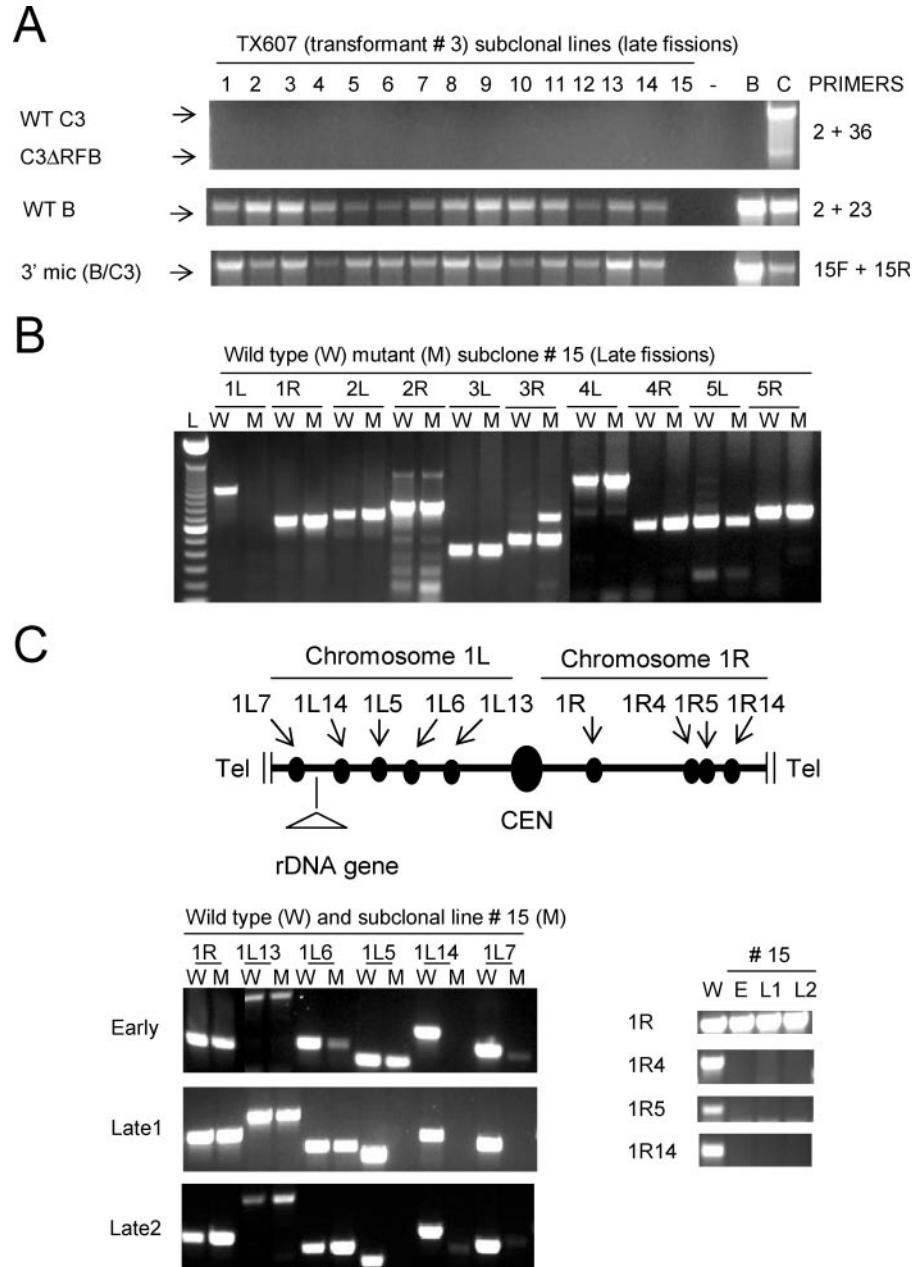 A
TX607 (transformant # 3) subclonal lines (late fissions)
1 2 3 4 5 6 7 8 9 10 11 12 13 14 15 - B C PRIMERS
WT C3
2 + 36
C3ΔRFB
WT B
2 + 23
3' mic (B/C3)
15F + 15R
B
Wild type (W) mutant (M) subclone # 15 (Late fissions)
1L 1R 2L 2R 3L 3R 4L 4R 5L 5R
L W M W M W M W M W M W M W M W M W M W M
C
Chromosome 1L Chromosome 1R
1L7 1L14 1L5 1L6 1L13 1R 1R4 1R5 1R14
Tel Tel
CEN
rDNA gene
Wild type (W) and subclonal line # 15 (M)
1R 1L13 1L6 1L5 1L14 1L7
W M W M W M W M W M W M
Early
Late1
Late2
# 15
W E L1 L2
1R
1R4
1R5
1R14